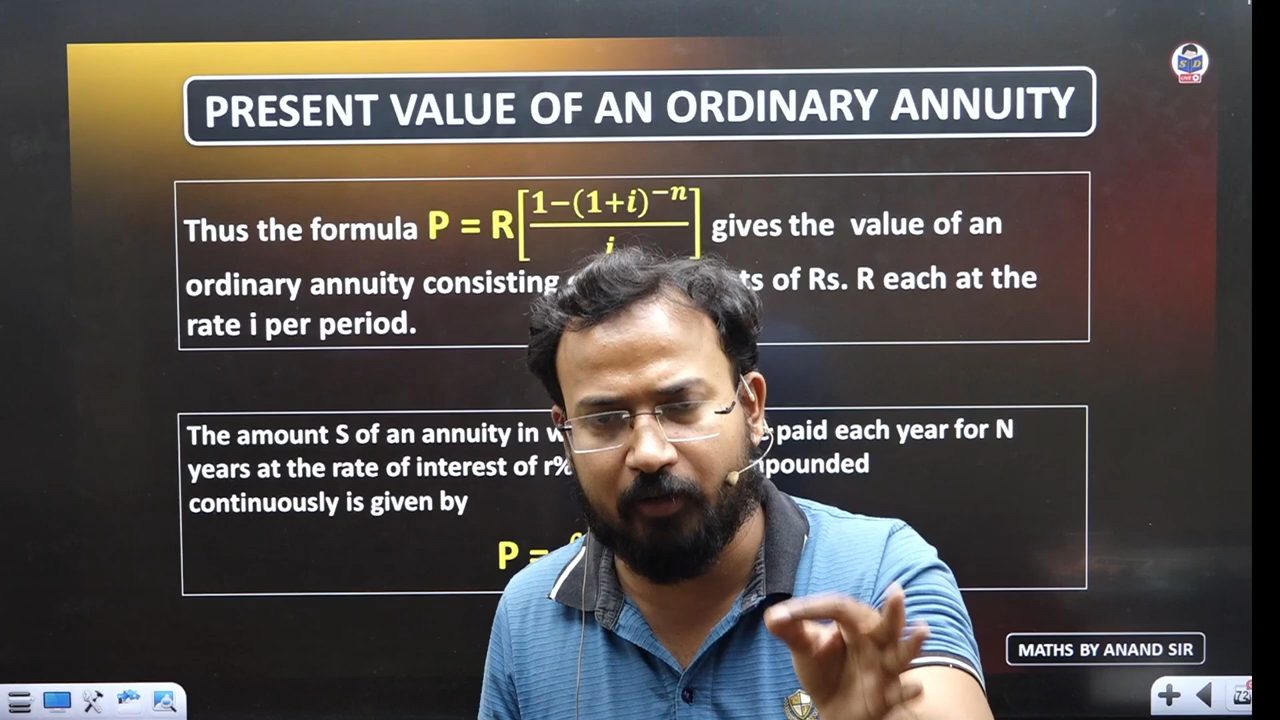 PRESENT VALUE OF AN ORDINARY ANNUITY
Thus the formula P = R[(1−(1+i)^−n)/i] gives the value of an
ordinary annuity consisting ts of Rs. R each at the
rate i per period.
The amount S of an annuity in w paid each year for N
years at the rate of interest of r% pounded
continuously is given by
P =
MATHS BY ANAND SIR
SD
LIVE